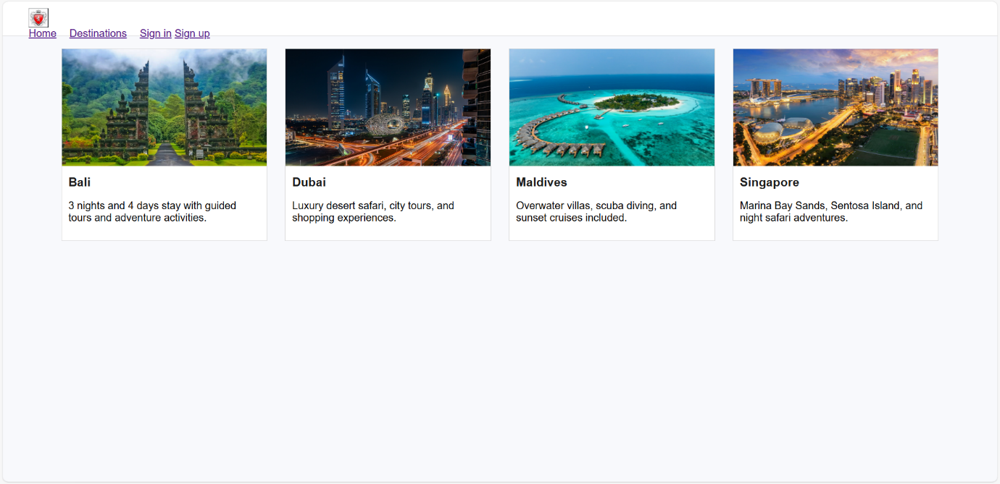 Home Destinations Sign in Sign up
Bali
3 nights and 4 days stay with guided
tours and adventure activities.
Dubai
Luxury desert safari, city tours, and
shopping experiences.
Maldives
Overwater villas, scuba diving, and
sunset cruises included.
Singapore
Marina Bay Sands, Sentosa Island, and
night safari adventures.